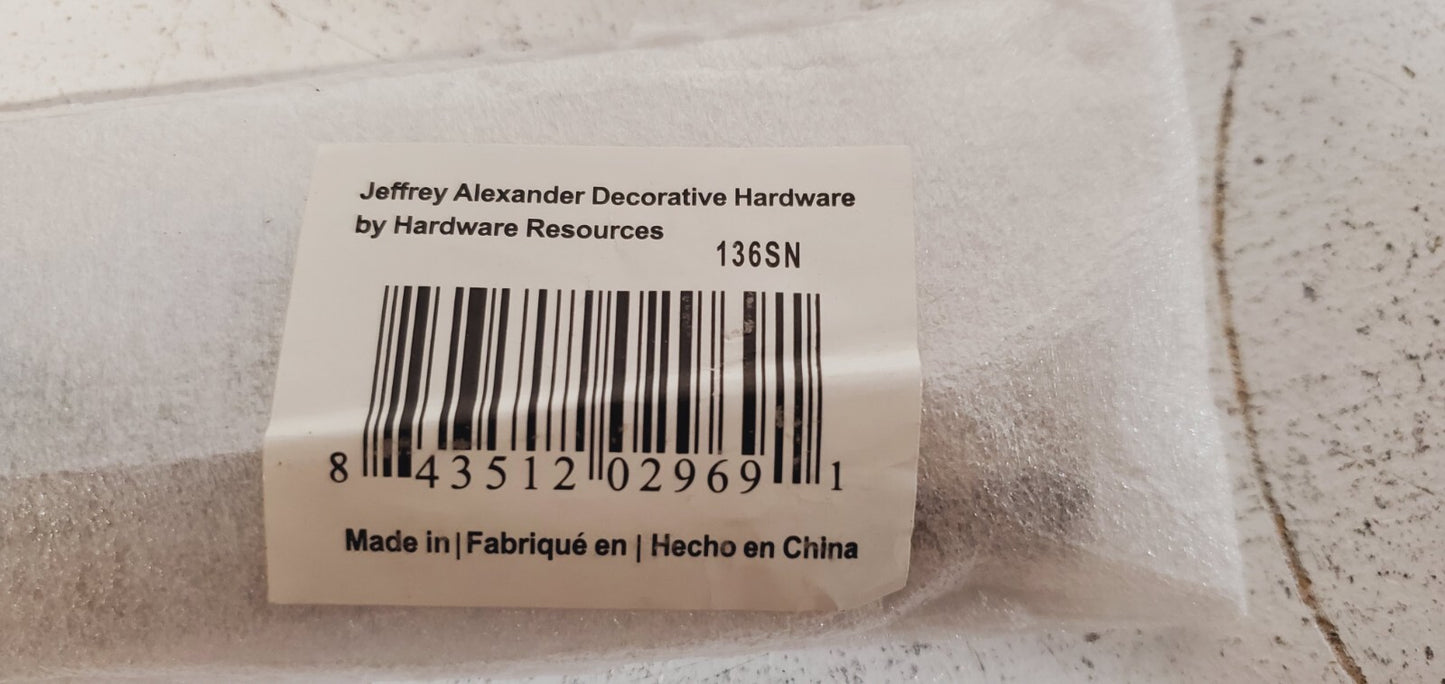 Jeffrey Alexander Decorative Hardware
by Hardware Resources
136SN
8 43512 02969 1
Made in | Fabriqué en | Hecho en China